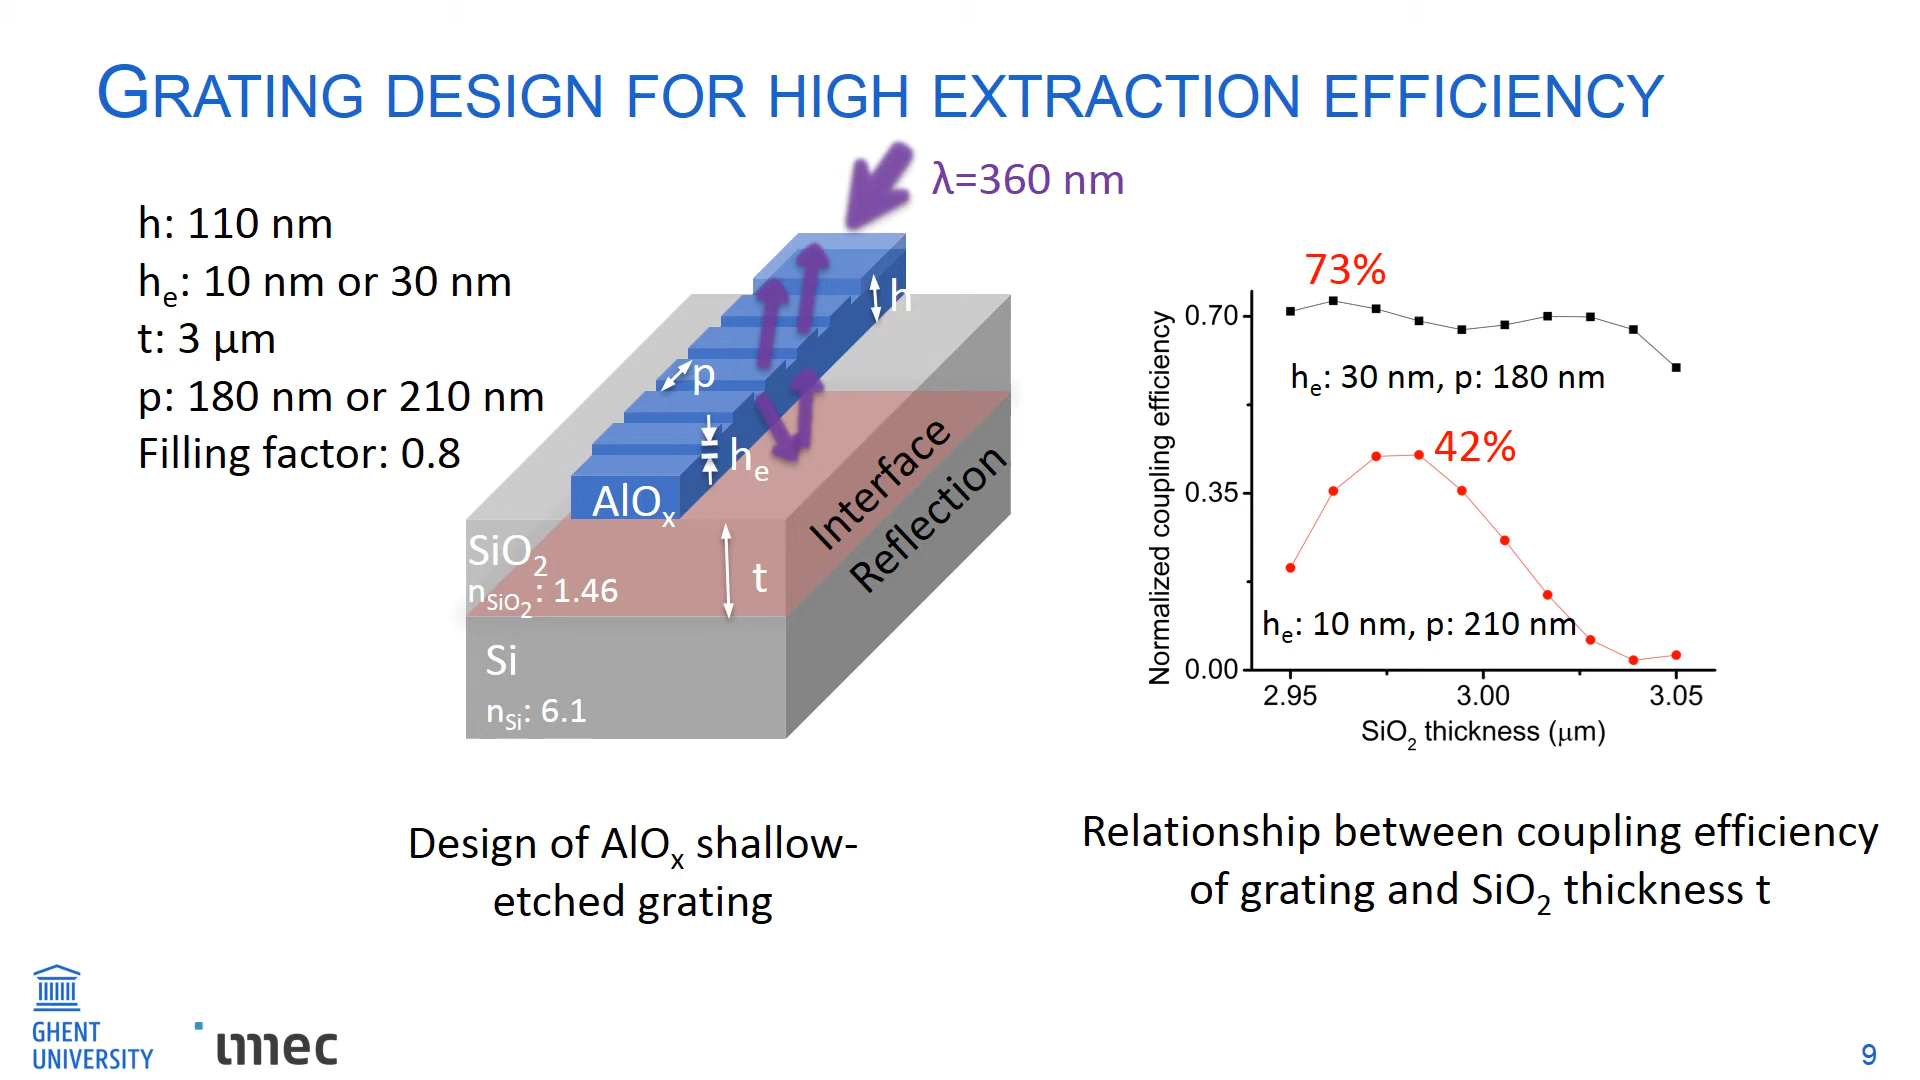 GRATING DESIGN FOR HIGH EXTRACTION EFFICIENCY
λ=360 nm
h: 110 nm
hₑ: 10 nm or 30 nm
t: 3 µm
p: 180 nm or 210 nm
Filling factor: 0.8
h
p
hₑ
AlOₓ
SiO₂
n_SiO₂: 1.46
t
Interface
Reflection
Si
n_Si: 6.1
Design of AlOₓ shallow-
etched grating
73%
hₑ: 30 nm, p: 180 nm
42%
hₑ: 10 nm, p: 210 nm
Normalized coupling efficiency
0.70
0.35
0.00
2.95 3.00 3.05
SiO₂ thickness (µm)
Relationship between coupling efficiency
of grating and SiO₂ thickness t
GHENT
UNIVERSITY
imec
9